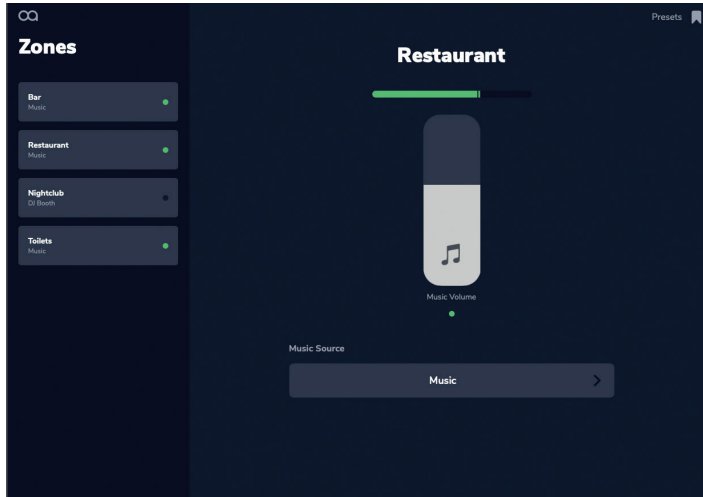 Presets
Zones
Bar
Music
Restaurant
Music
Nightclub
DJ Booth
Toilets
Music
Restaurant
Music Volume
Music Source
Music